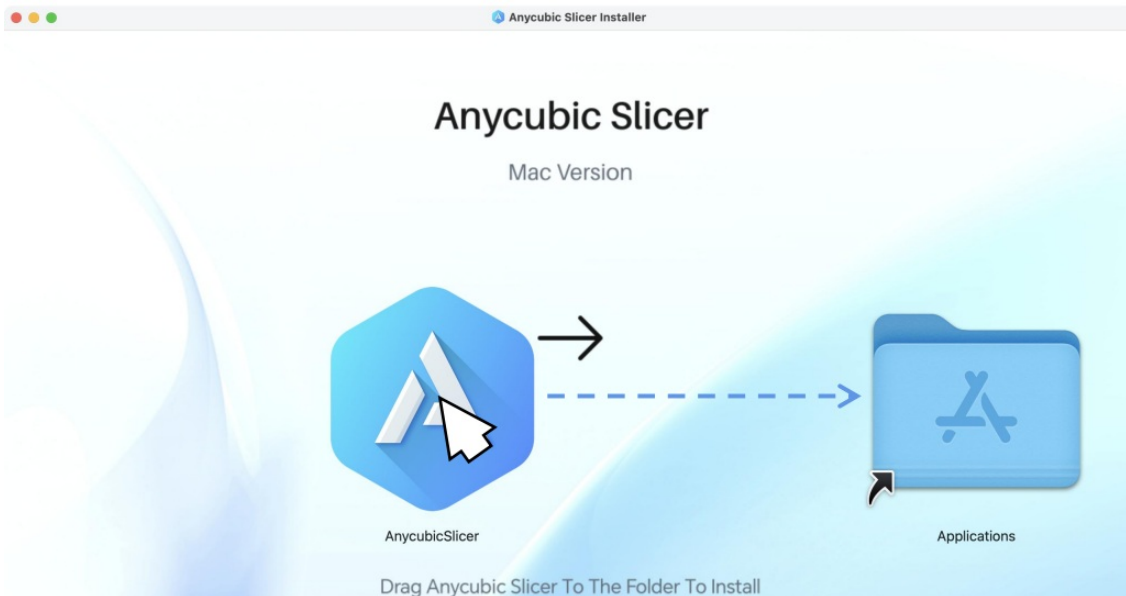 Anycubic Slicer Installer
Anycubic Slicer
Mac Version
AnycubicSlicer
Applications
Drag Anycubic Slicer To The Folder To Install